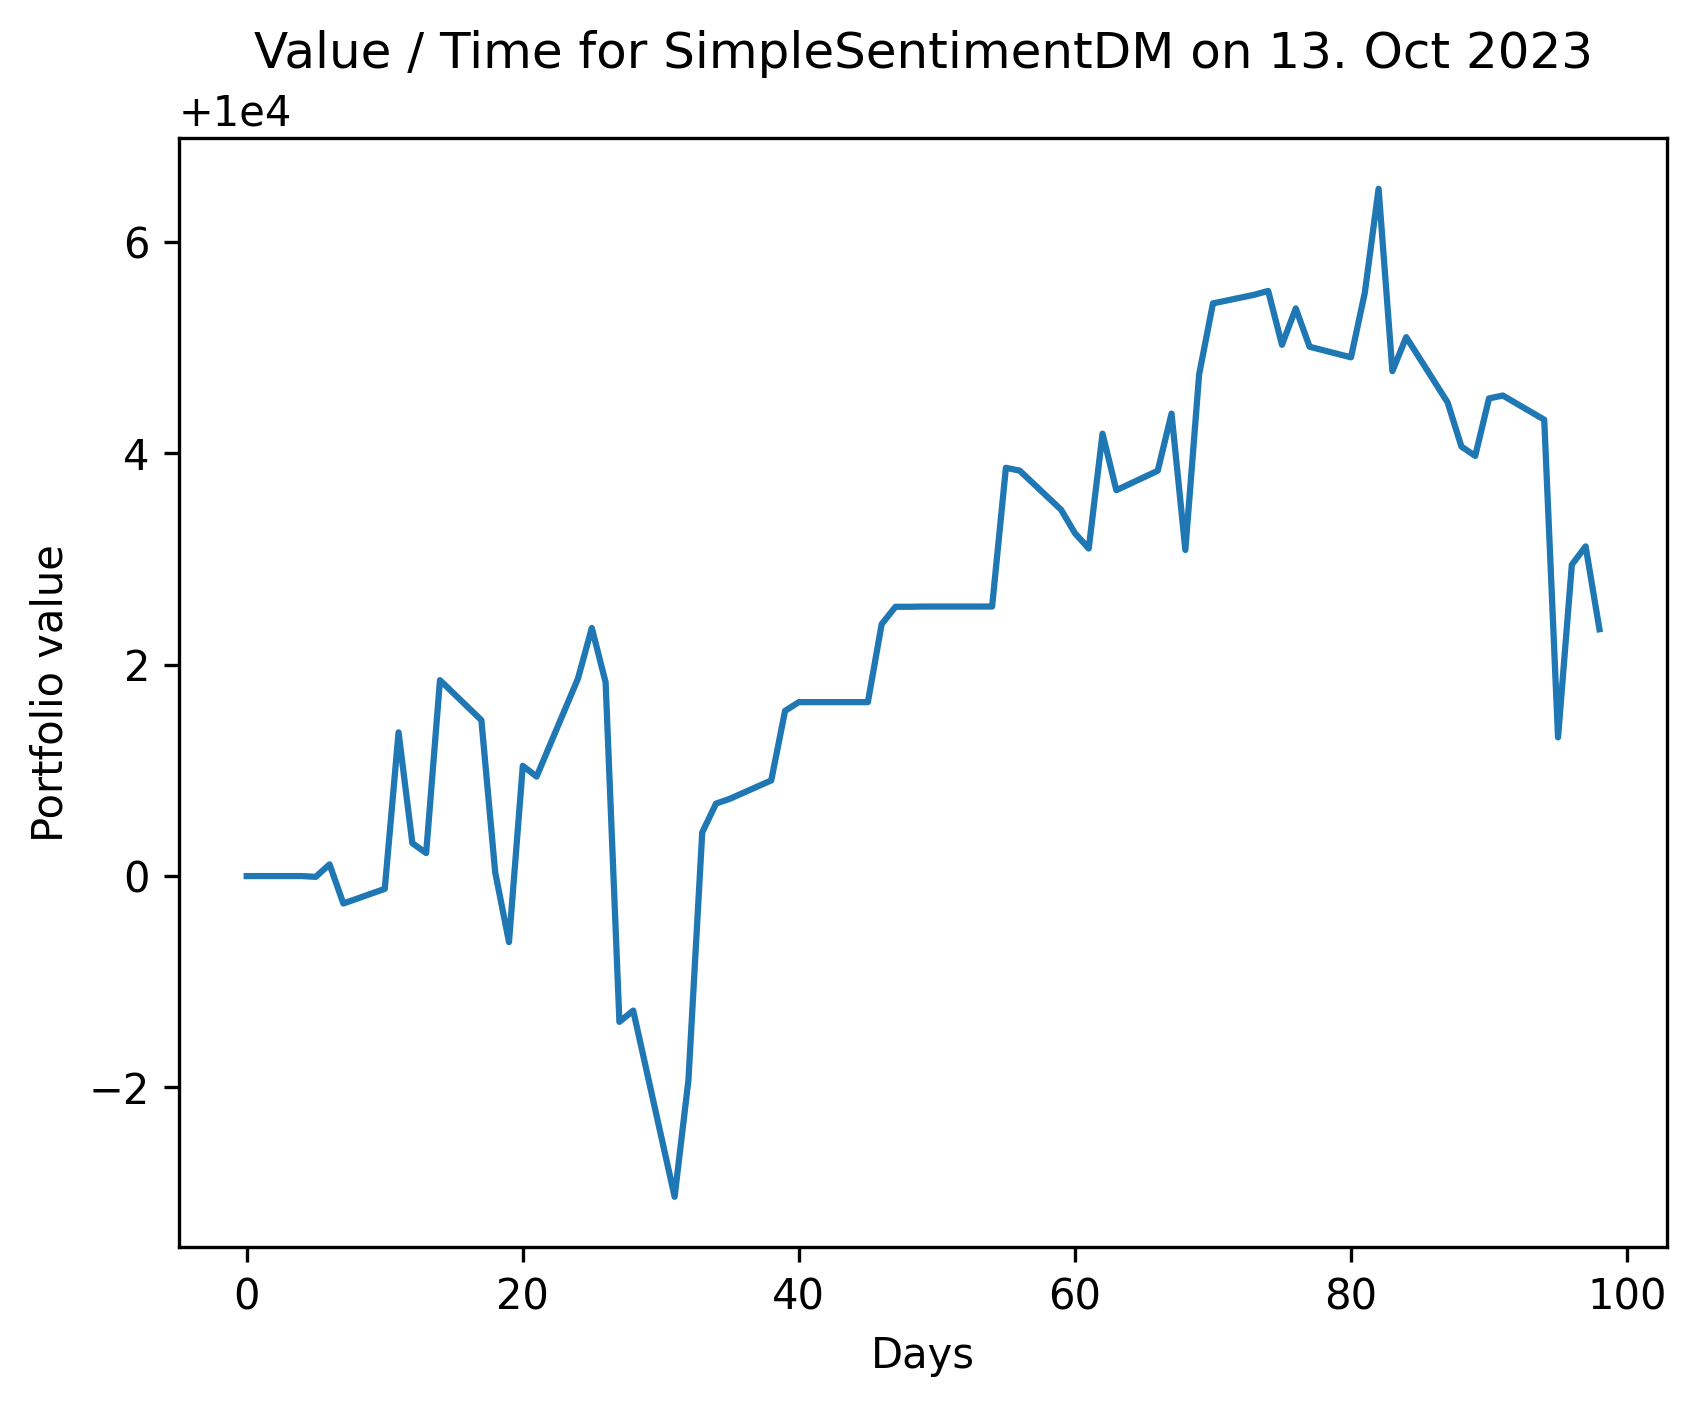 Value / Time for SimpleSentimentDM on 13. Oct 2023
+1e4
6
4
2
0
−2
Portfolio value
0 20 40 60 80 100
Days